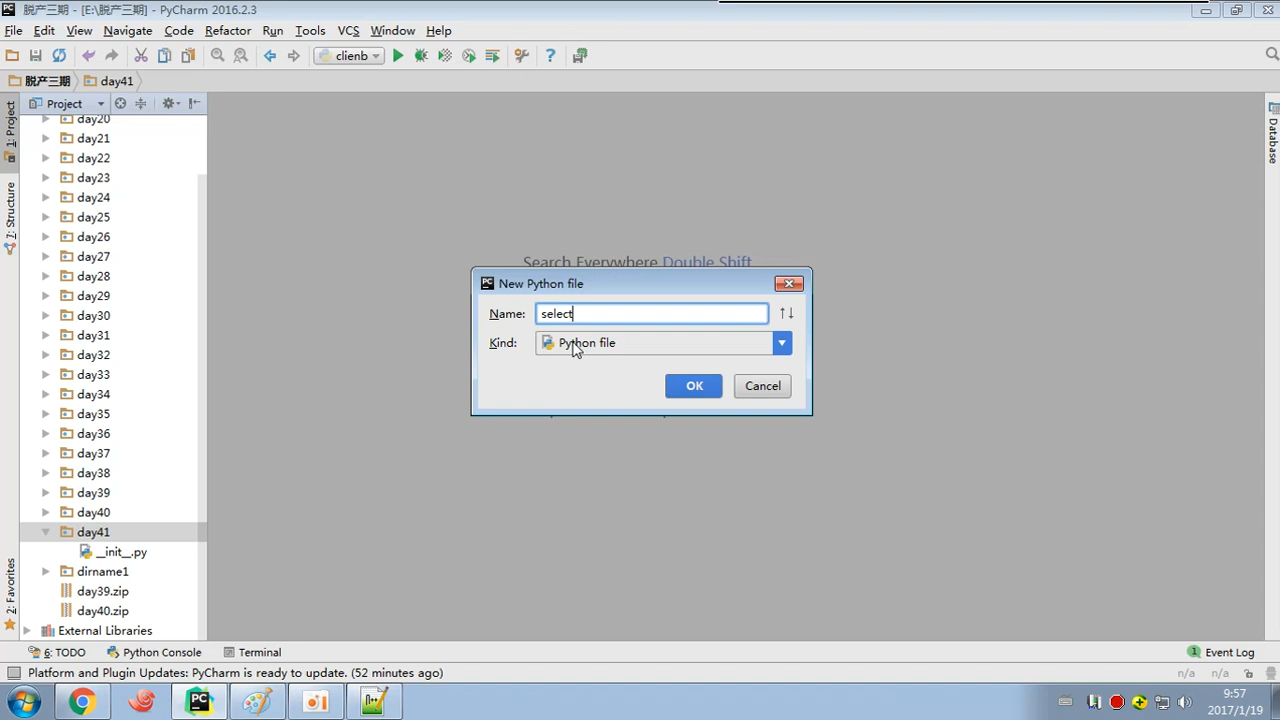 脱产三期 - [E:\脱产三期] - PyCharm 2016.2.3
File Edit View Navigate Code Refactor Run Tools VCS Window Help
clienb
脱产三期 day41
1: Project
7: Structure
2: Favorites
Project
day20
day21
day22
day23
day24
day25
day26
day27
day28
day29
day30
day31
day32
day33
day34
day35
day36
day37
day38
day39
day40
day41
__init__.py
dirname1
day39.zip
day40.zip
External Libraries
Search Everywhere Double Shift
New Python file
Name: select
Kind: Python file
OK Cancel
Database
6: TODO Python Console Terminal 1 Event Log
Platform and Plugin Updates: PyCharm is ready to update. (52 minutes ago) n/a n/a
9:57
2017/1/19